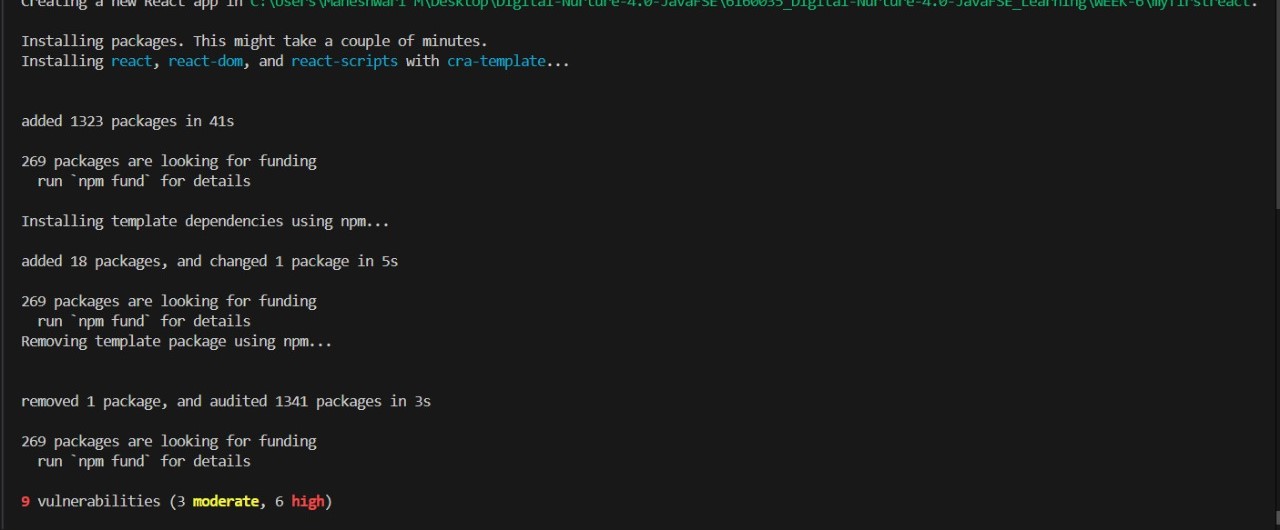 Creating a new React app in C:\Users\Maheshwari M\Desktop\Digital-Nurture-4.0-JavaFSE\6160035_Digital-Nurture-4.0-JavaFSE_Learning\WEEK-6\myfirstreact.
Installing packages. This might take a couple of minutes.
Installing react, react-dom, and react-scripts with cra-template...
added 1323 packages in 41s
269 packages are looking for funding
run `npm fund` for details
Installing template dependencies using npm...
added 18 packages, and changed 1 package in 5s
269 packages are looking for funding
run `npm fund` for details
Removing template package using npm...
removed 1 package, and audited 1341 packages in 3s
269 packages are looking for funding
run `npm fund` for details
9 vulnerabilities (3 moderate, 6 high)